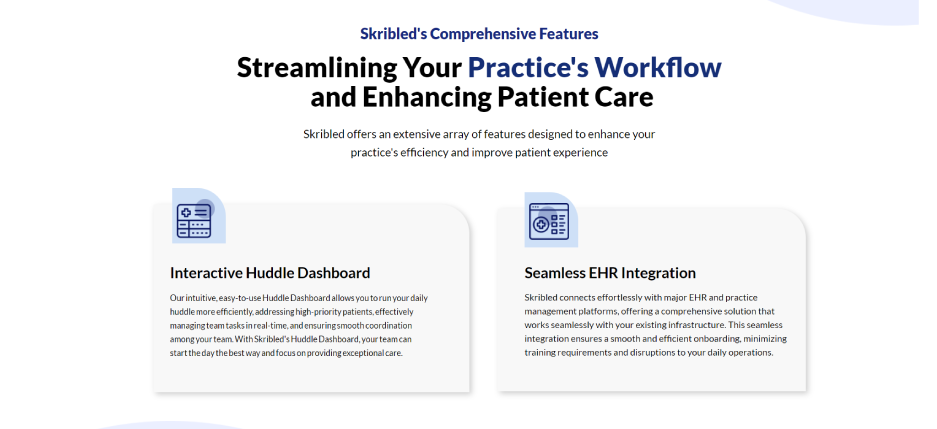 Skribled's Comprehensive Features
Streamlining Your Practice's Workflow
and Enhancing Patient Care
Skribled offers an extensive array of features designed to enhance your
practice's efficiency and improve patient experience
Interactive Huddle Dashboard
Our intuitive, easy-to-use Huddle Dashboard allows you to run your daily
huddle more efficiently, addressing high-priority patients, effectively
managing team tasks in real-time, and ensuring smooth coordination
among your team. With Skribled's Huddle Dashboard, your team can
start the day the best way and focus on providing exceptional care.
Seamless EHR Integration
Skribled connects effortlessly with major EHR and practice
management platforms, offering a comprehensive solution that
works seamlessly with your existing infrastructure. This seamless
integration ensures a smooth and efficient onboarding, minimizing
training requirements and disruptions to your daily operations.